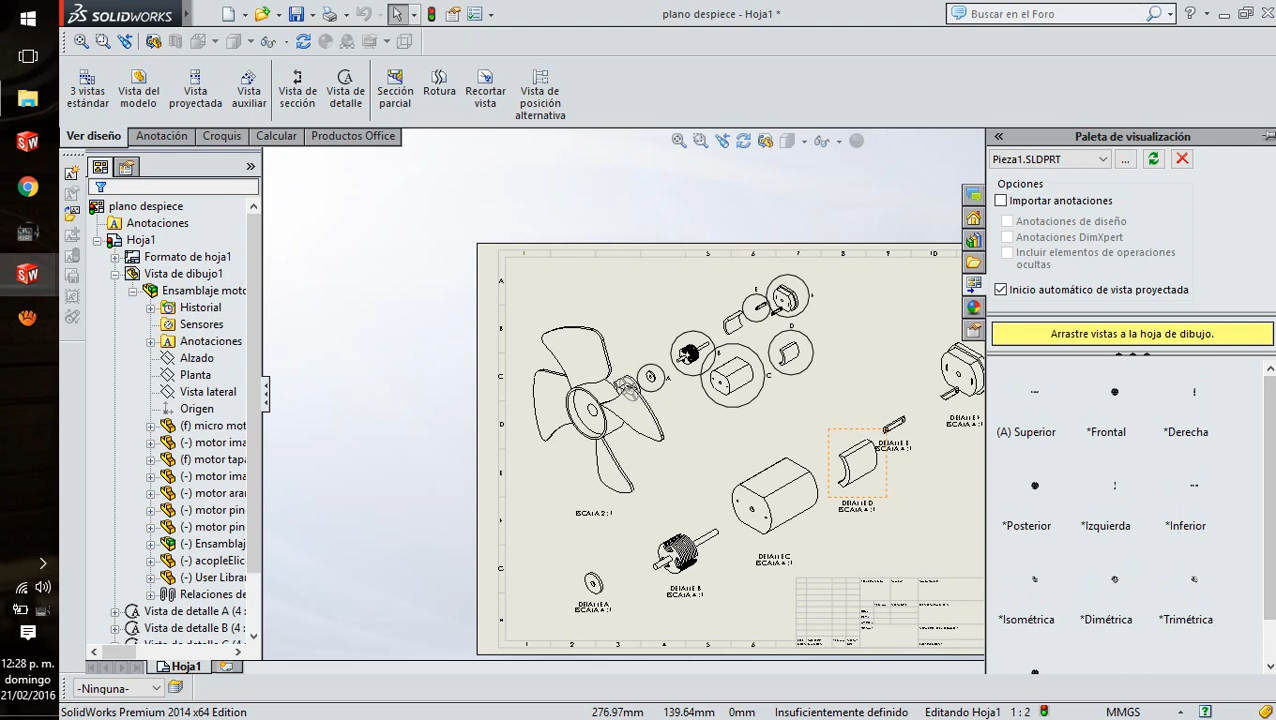 SOLIDWORKS
plano despiece - Hoja1 *
Buscar en el Foro
3 vistas estándar
Vista del modelo
Vista proyectada
Vista auxiliar
Vista de sección
Vista de detalle
Sección parcial
Rotura
Recortar vista
Vista de posición alternativa
Ver diseño
Anotación
Croquis
Calcular
Productos Office
Paleta de visualización
Pieza1.SLDPRT
...
Opciones
Importar anotaciones
Anotaciones de diseño
Anotaciones DimXpert
Incluir elementos de operaciones
ocultas
Inicio automático de vista proyectada
Arrastre vistas a la hoja de dibujo.
(A) Superior
*Frontal
*Derecha
*Posterior
*Izquierda
*Inferior
*Isométrica
*Dimétrica
*Trimétrica
plano despiece
Anotaciones
Hoja1
Formato de hoja1
Vista de dibujo1
Ensamblaje moto
Historial
Sensores
Anotaciones
Alzado
Planta
Vista lateral
Origen
(f) micro mot
(-) motor ima
(f) motor tapa
(-) motor ima
(-) motor arar
(-) motor pin
(-) motor pin
(-) Ensamblaj
(-) acopleElic
(-) User Libra
Relaciones de
Vista de detalle A (4 :
Vista de detalle B (4 :
Hoja1
-Ninguna-
12:28 p. m.
domingo
21/02/2016
SolidWorks Premium 2014 x64 Edition
276.97mm
139.64mm
0mm
Insuficientemente definido
Editando Hoja1
1 : 2
MMGS